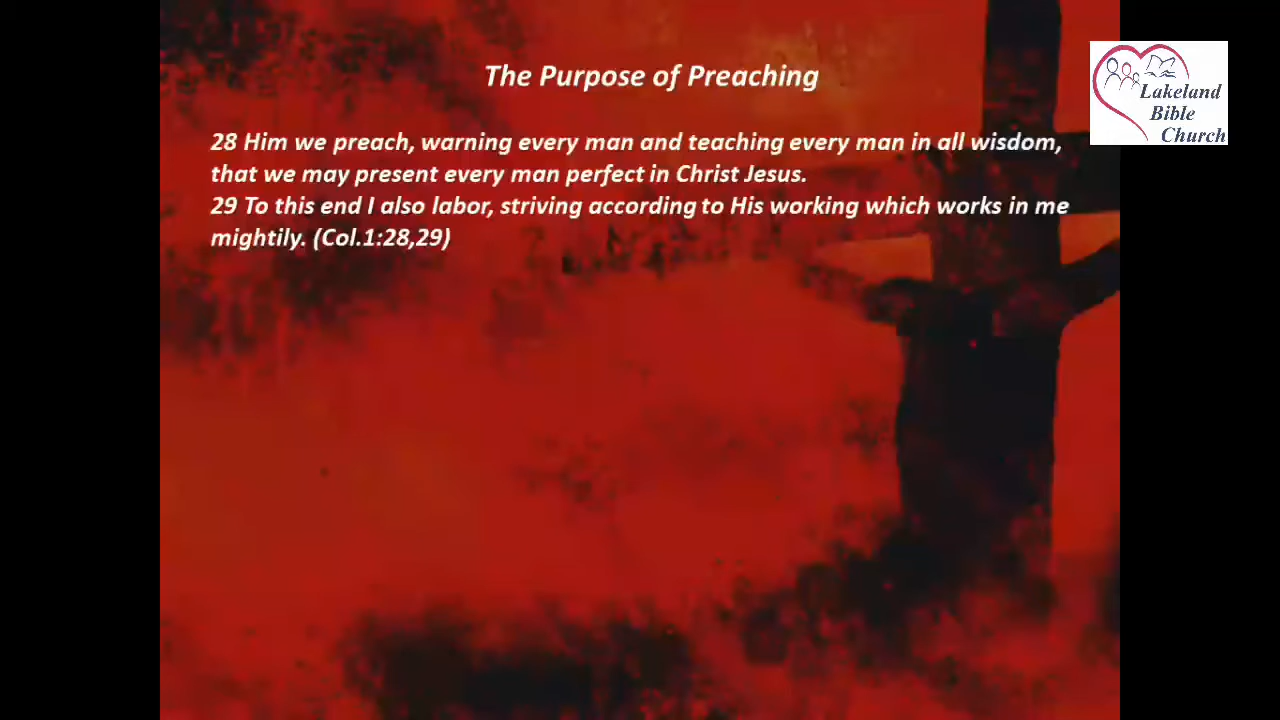 The Purpose of Preaching
Lakeland
Bible
Church
28 Him we preach, warning every man and teaching every man in all wisdom,
that we may present every man perfect in Christ Jesus.
29 To this end I also labor, striving according to His working which works in me
mightily. (Col.1:28,29)